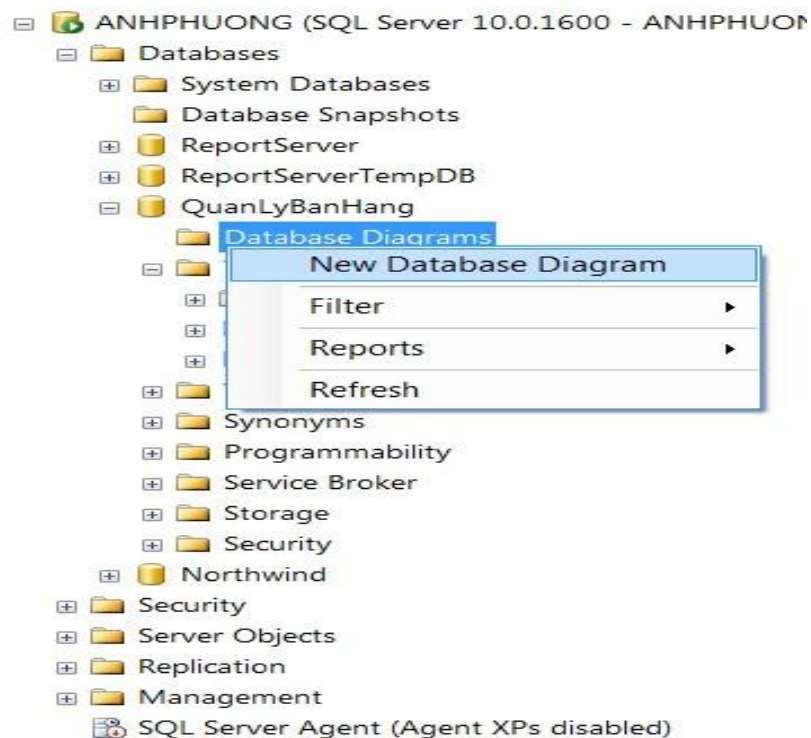 ANHPHUONG (SQL Server 10.0.1600 - ANHPHUON
Databases
System Databases
Database Snapshots
ReportServer
ReportServerTempDB
QuanLyBanHang
Database Diagrams
New Database Diagram
Filter
Reports
Refresh
Synonyms
Programmability
Service Broker
Storage
Security
Northwind
Security
Server Objects
Replication
Management
SQL Server Agent (Agent XPs disabled)